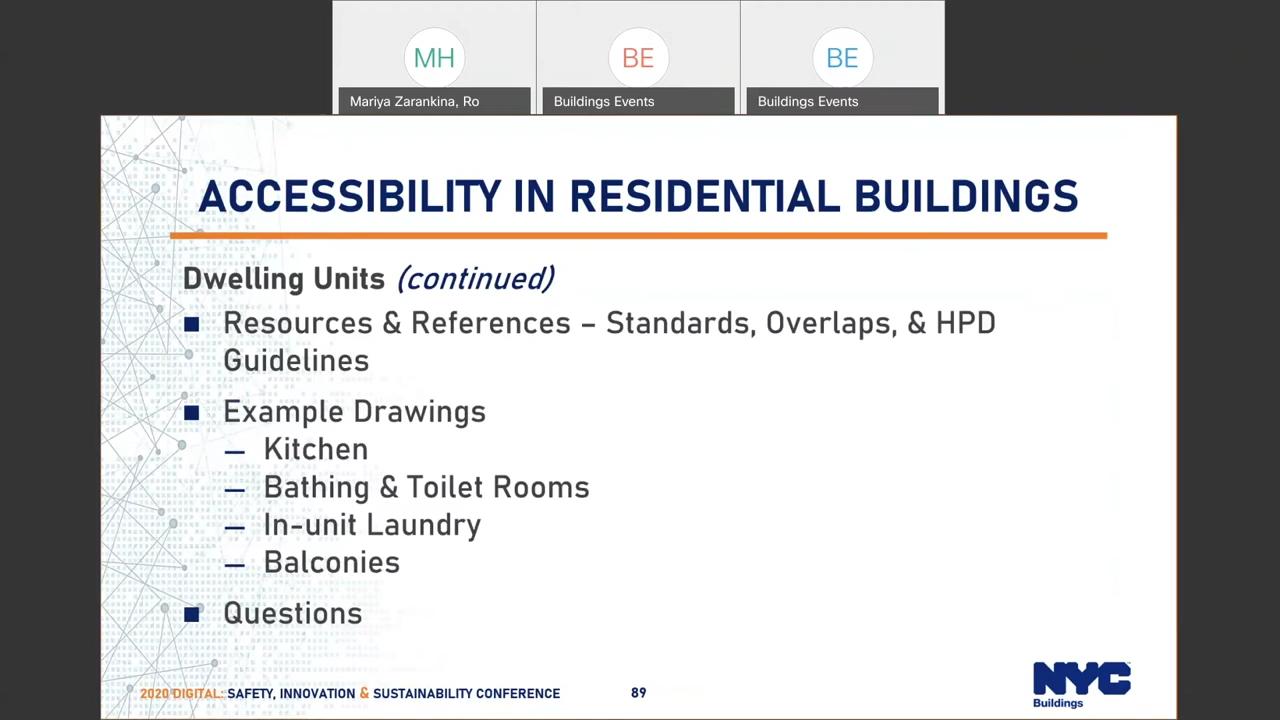 MH
BE
BE
Mariya Zarankina, Ro
Buildings Events
Buildings Events
ACCESSIBILITY IN RESIDENTIAL BUILDINGS
Dwelling Units (continued)
Resources & References – Standards, Overlaps, & HPD
Guidelines
Example Drawings
– Kitchen
– Bathing & Toilet Rooms
– In-unit Laundry
– Balconies
Questions
2020 DIGITAL: SAFETY, INNOVATION & SUSTAINABILITY CONFERENCE
89
NYC
Buildings